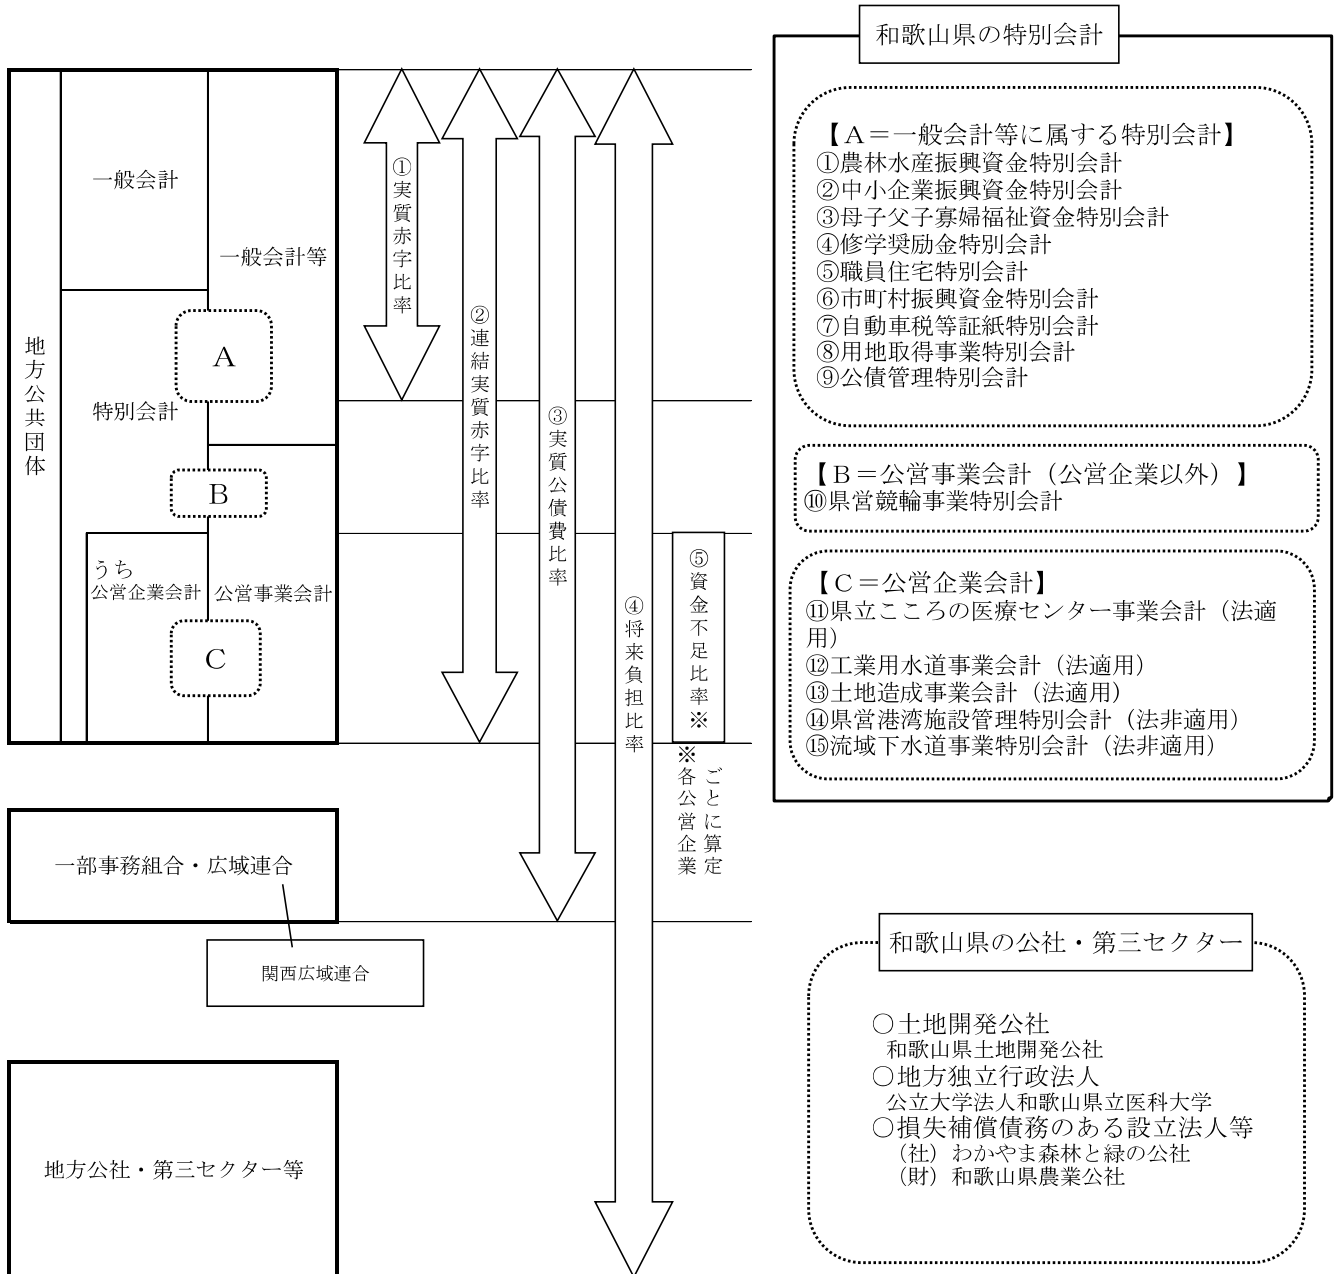 和歌山県の特別会計
【A＝一般会計等に属する特別会計】
①農林水産振興資金特別会計
②中小企業振興資金特別会計
③母子父子寡婦福祉資金特別会計
④修学奨励金特別会計
⑤職員住宅特別会計
⑥市町村振興資金特別会計
⑦自動車税等証紙特別会計
⑧用地取得事業特別会計
⑨公債管理特別会計
【B＝公営事業会計（公営企業以外）】
⑩県営競輪事業特別会計
【C＝公営企業会計】
⑪県立こころの医療センター事業会計（法適
用）
⑫工業用水道事業会計（法適用）
⑬土地造成事業会計（法適用）
⑭県営港湾施設管理特別会計（法非適用）
⑮流域下水道事業特別会計（法非適用）
地方公共団体
一般会計
一般会計等
A
特別会計
B
うち
公営企業会計
公営事業会計
C
①実質赤字比率
②連結実質赤字比率
③実質公債費比率
④将来負担比率
⑤資金不足比率※
※各公営企業
ごとに算定
一部事務組合・広域連合
関西広域連合
地方公社・第三セクター等
和歌山県の公社・第三セクター
○土地開発公社
和歌山県土地開発公社
○地方独立行政法人
公立大学法人和歌山県立医科大学
○損失補償債務のある設立法人等
（社）わかやま森林と緑の公社
（財）和歌山県農業公社